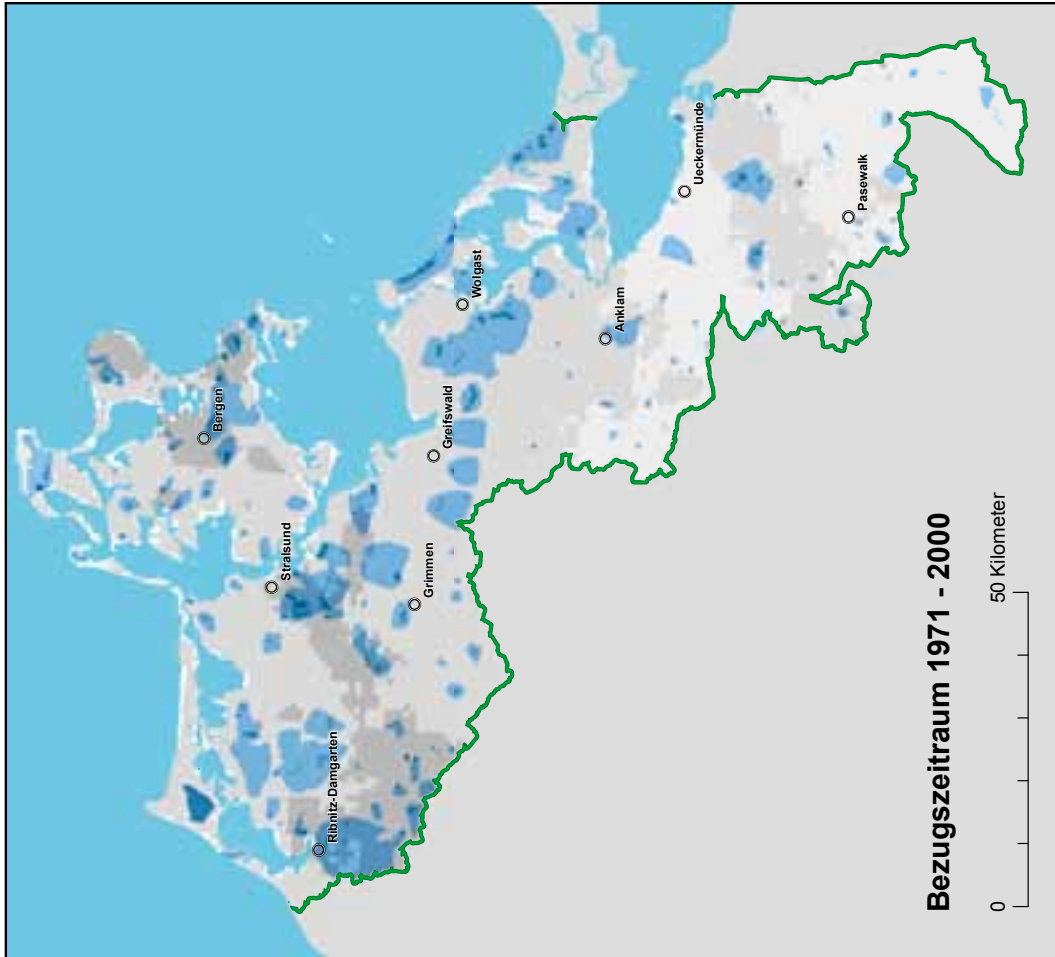 Bergen
Stralsund
Ribnitz-Damgarten
Grimmen
Greifswald
Wolgast
Anklam
Ueckermünde
Pasewalk
Bezugszeitraum 1971 - 2000
0
50 Kilometer